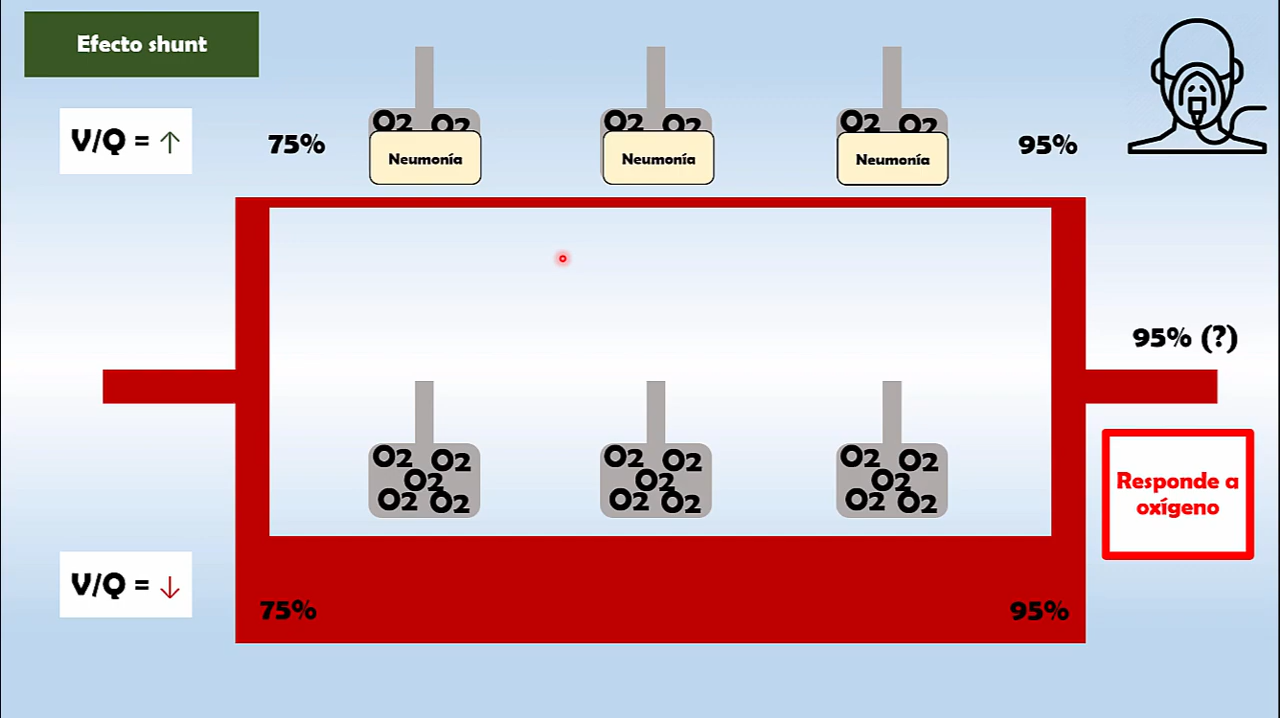 Efecto shunt
V/Q = ↑
75%
O2 O2
Neumonía
O2 O2
Neumonía
O2 O2
Neumonía
95%
95% (?)
O2 O2
O2
O2 O2
O2 O2
O2
O2 O2
O2 O2
O2
O2 O2
Responde a
oxígeno
V/Q = ↓
75%
95%